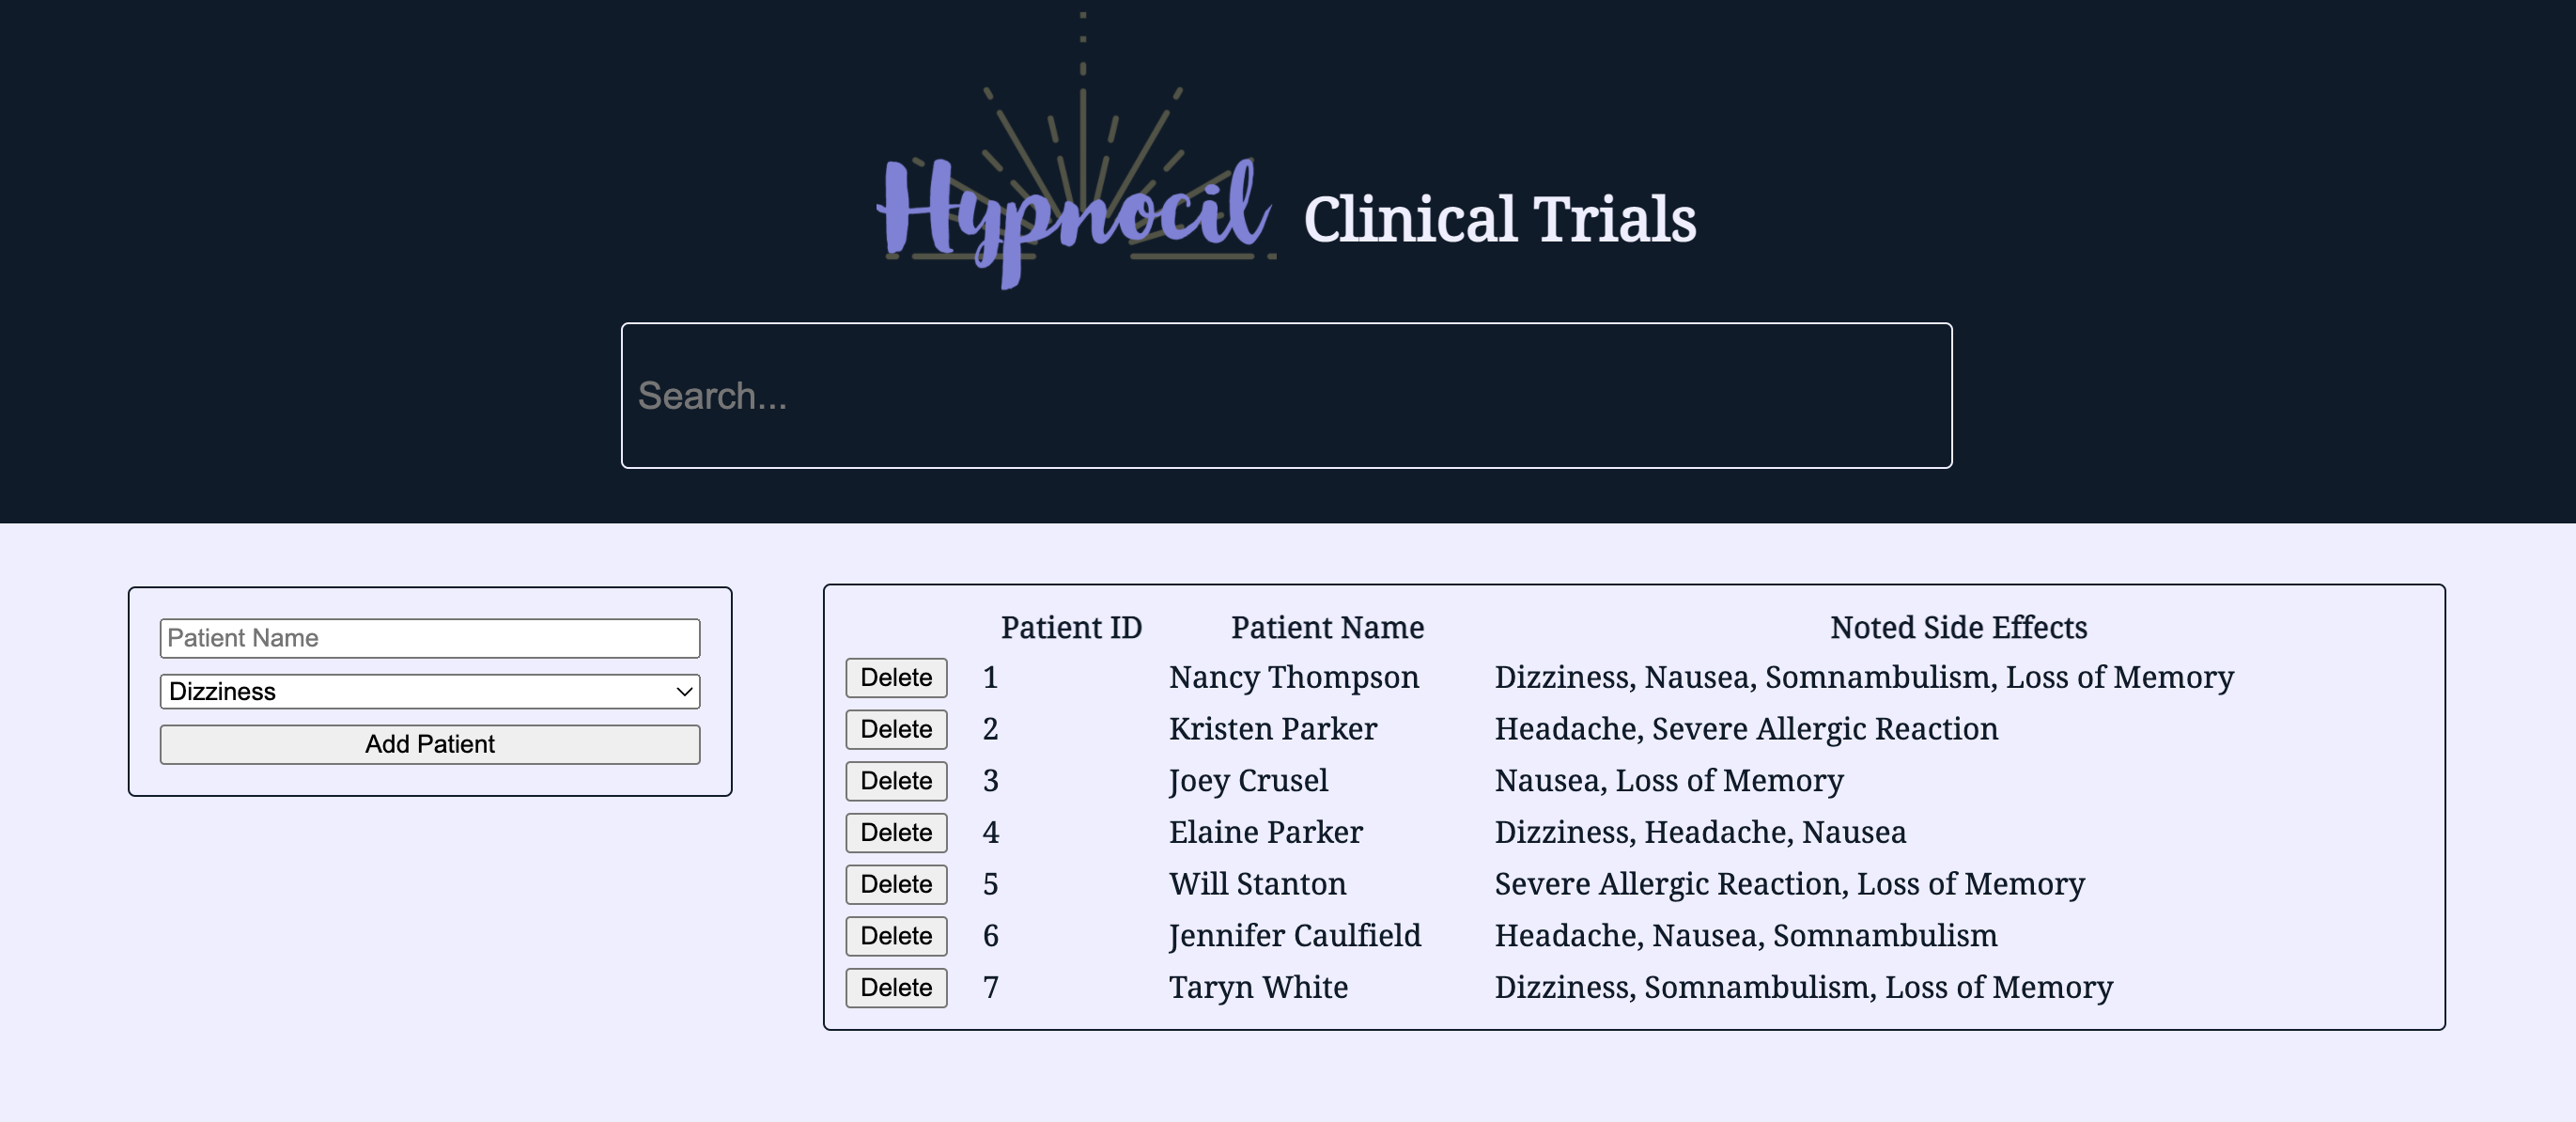 Hypnocil Clinical Trials
Search...
Patient Name
Dizziness
Add Patient
Patient ID Patient Name Noted Side Effects
Delete 1 Nancy Thompson Dizziness, Nausea, Somnambulism, Loss of Memory
Delete 2 Kristen Parker Headache, Severe Allergic Reaction
Delete 3 Joey Crusel Nausea, Loss of Memory
Delete 4 Elaine Parker Dizziness, Headache, Nausea
Delete 5 Will Stanton Severe Allergic Reaction, Loss of Memory
Delete 6 Jennifer Caulfield Headache, Nausea, Somnambulism
Delete 7 Taryn White Dizziness, Somnambulism, Loss of Memory